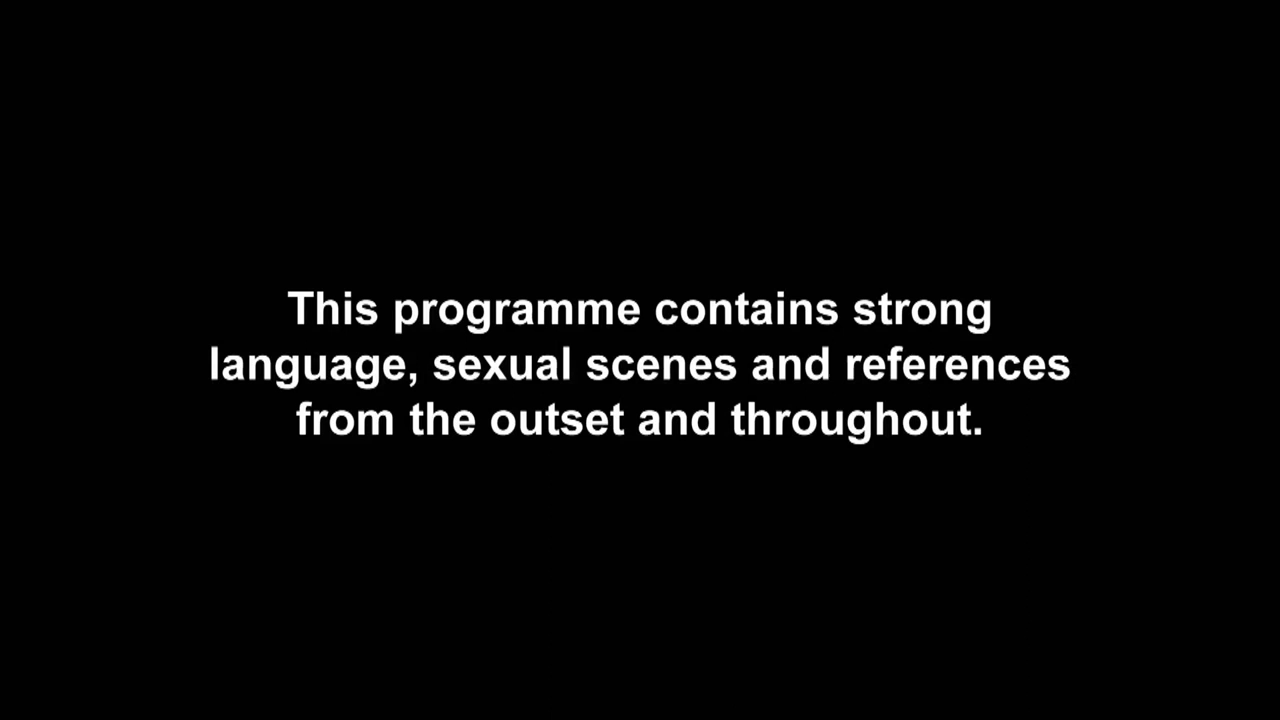 This programme contains strong
language, sexual scenes and references
from the outset and throughout.